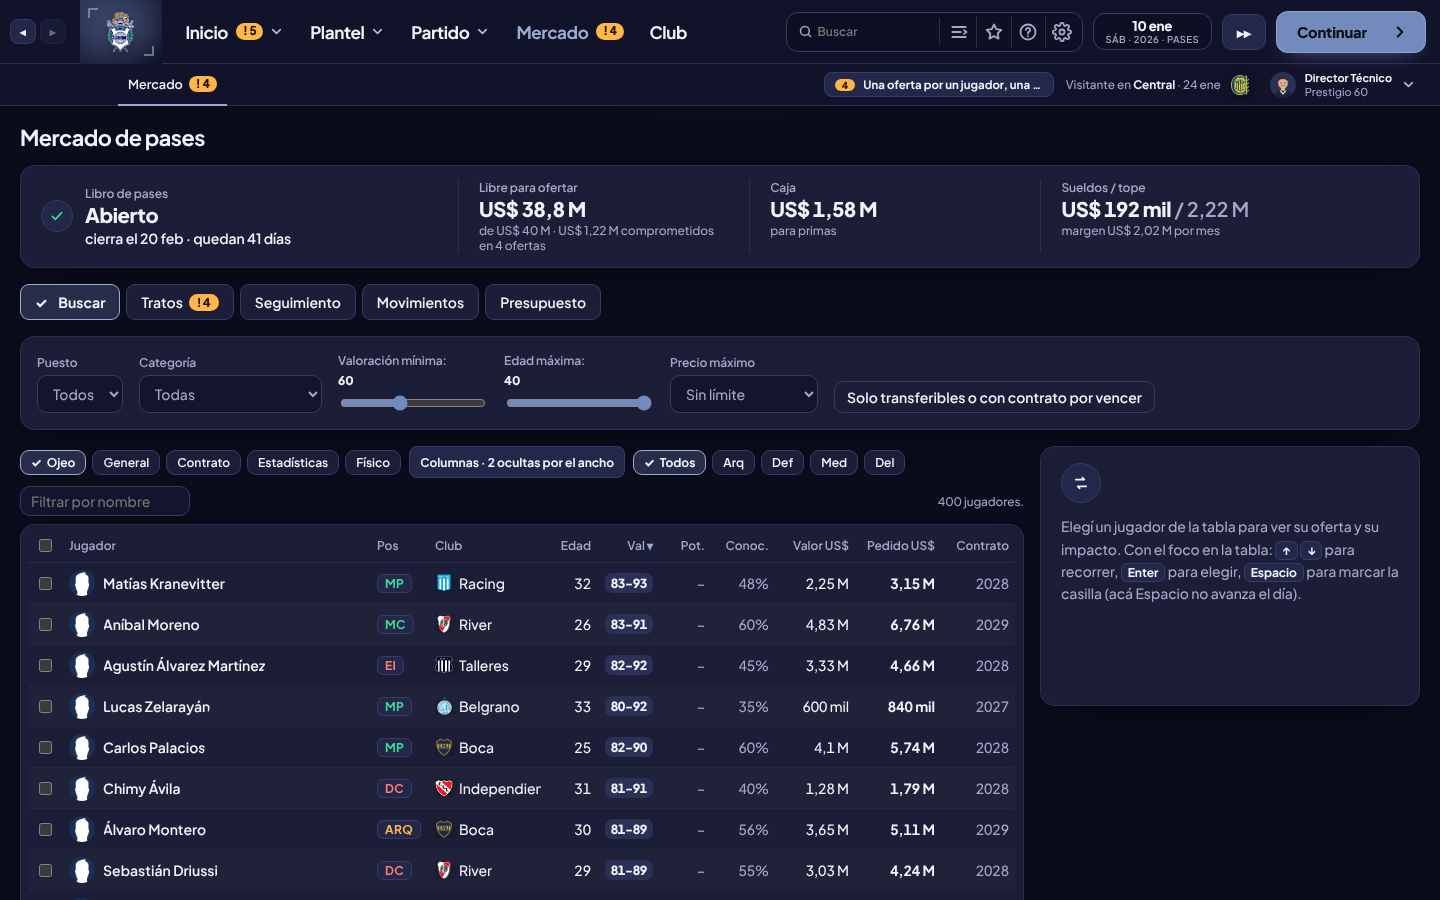 Inicio !5 Plantel Partido Mercado !4 Club Buscar 10 ene SÁB · 2026 · PASES Continuar
Mercado !4
4 Una oferta por un jugador, una ... Visitante en Central · 24 ene Director Técnico
Prestigio 60
Mercado de pases
Libro de pases
Abierto
cierra el 20 feb · quedan 41 días
Libre para ofertar
US$ 38,8 M
de US$ 40 M · US$ 1,22 M comprometidos
en 4 ofertas
Caja
US$ 1,58 M
para primas
Sueldos / tope
US$ 192 mil / 2,22 M
margen US$ 2,02 M por mes
Buscar Tratos !4 Seguimiento Movimientos Presupuesto
Puesto
Todos
Categoría
Todas
Valoración mínima:
60
Edad máxima:
40
Precio máximo
Sin límite
Solo transferibles o con contrato por vencer
Ojeo General Contrato Estadísticas Físico Columnas · 2 ocultas por el ancho Todos Arq Def Med Del
Filtrar por nombre
400 jugadores.
Jugador Pos Club Edad Val▾ Pot. Conoc. Valor US$ Pedido US$ Contrato
Matías Kranevitter MP Racing 32 83–93 – 48% 2,25 M 3,15 M 2028
Aníbal Moreno MC River 26 83–91 – 60% 4,83 M 6,76 M 2029
Agustín Álvarez Martínez EI Talleres 29 82–92 – 45% 3,33 M 4,66 M 2028
Lucas Zelarayán MP Belgrano 33 80–92 – 35% 600 mil 840 mil 2027
Carlos Palacios MP Boca 25 82–90 – 60% 4,1 M 5,74 M 2028
Chimy Ávila DC Independier 31 81–91 – 40% 1,28 M 1,79 M 2028
Álvaro Montero ARQ Boca 30 81–89 – 56% 3,65 M 5,11 M 2029
Sebastián Driussi DC River 29 81–89 – 55% 3,03 M 4,24 M 2028
Elegí un jugador de la tabla para ver su oferta y su
impacto. Con el foco en la tabla: ↑ ↓ para
recorrer, Enter para elegir, Espacio para marcar la
casilla (acá Espacio no avanza el día).